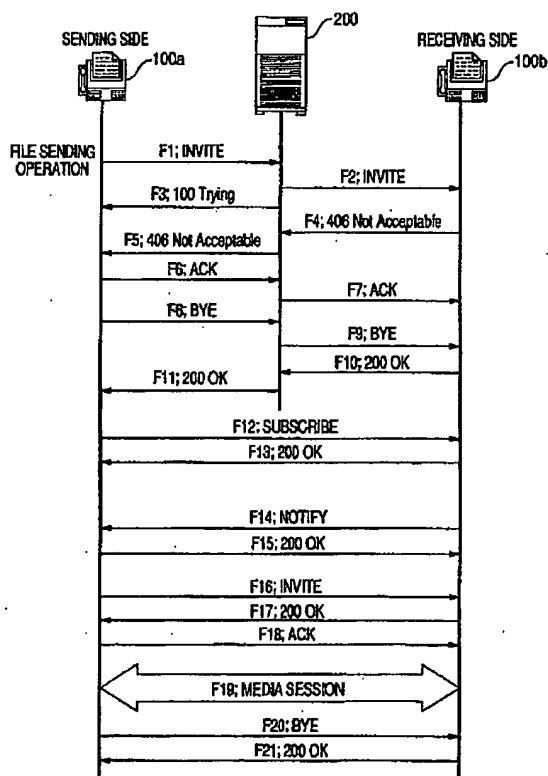 200
SENDING SIDE
RECEIVING SIDE
100a
100b
FILE SENDING
OPERATION
F1; INVITE
F2; INVITE
F3; 100 Trying
F4; 406 Not Acceptable
F5; 406 Not Acceptable
F6; ACK
F7; ACK
F8; BYE
F9; BYE
F10; 200 OK
F11; 200 OK
F12; SUBSCRIBE
F13; 200 OK
F14; NOTIFY
F15; 200 OK
F16; INVITE
F17; 200 OK
F18; ACK
F19; MEDIA SESSION
F20; BYE
F21; 200 OK